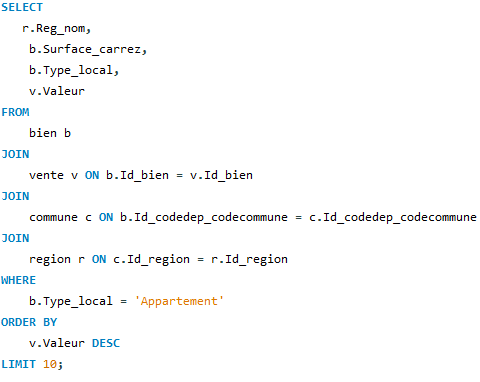 SELECT
r.Reg_nom,
b.Surface_carrez,
b.Type_local,
v.Valeur
FROM
bien b
JOIN
vente v ON b.Id_bien = v.Id_bien
JOIN
commune c ON b.Id_codedep_codecommune = c.Id_codedep_codecommune
JOIN
region r ON c.Id_region = r.Id_region
WHERE
b.Type_local = 'Appartement'
ORDER BY
v.Valeur DESC
LIMIT 10;